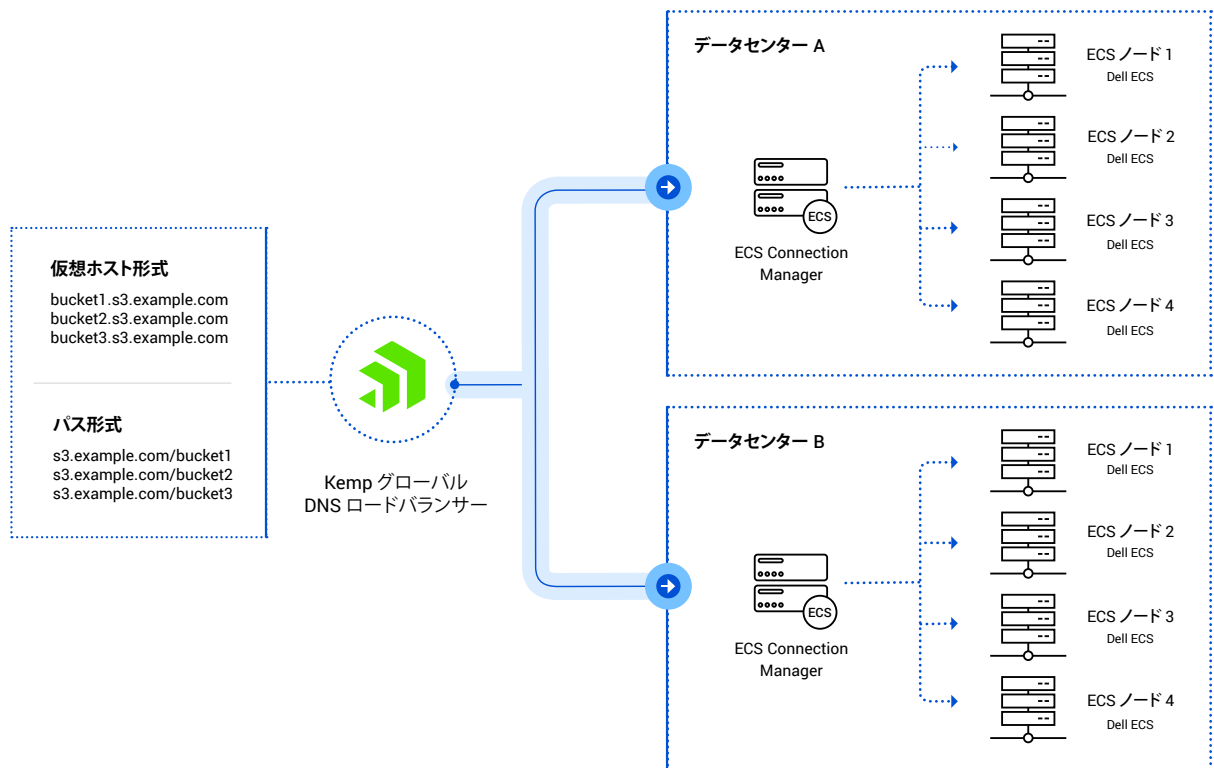 仮想ホスト形式
bucket1.s3.example.com
bucket2.s3.example.com
bucket3.s3.example.com
パス形式
s3.example.com/bucket1
s3.example.com/bucket2
s3.example.com/bucket3
Kemp グローバル
DNS ロードバランサー
データセンター A
ECS
ECS Connection
Manager
ECS ノード 1
Dell ECS
ECS ノード 2
Dell ECS
ECS ノード 3
Dell ECS
ECS ノード 4
Dell ECS
データセンター B
ECS
ECS Connection
Manager
ECS ノード 1
Dell ECS
ECS ノード 2
Dell ECS
ECS ノード 3
Dell ECS
ECS ノード 4
Dell ECS